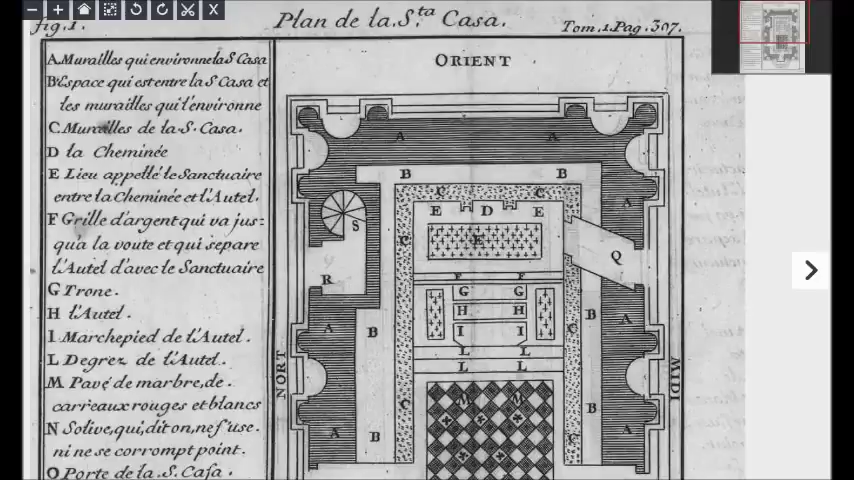 fig. 1. Plan de la S.ta Casa. Tom. 1. Pag. 307.
A Murailles qui environne la S Casa
B Espace qui est entre la S Casa et
les murailles qui l'environne
C Murailles de la S. Casa.
D la Cheminée
E Lieu appellé le Sanctuaire
entre la Cheminée et l'Autel.
F Grille d'argent qui va jus=
qu'a la voute et qui separe
l'Autel d'avec le Sanctuaire
G Trone.
H l'Autel.
I Marchepied de l'Autel.
L Degrez de l'Autel.
M Pavé de marbre, de
carreaux rouges et blancs
N Solive, qui, dit on, ne s'use.
ni ne se corrompt point.
O Porte de la S. Casa.
ORIENT
A A
B B
C C
A
E D E
S
C E
Q
R
F F
G G
H H
A B I I C B A
L L
L L
NORT
MIDI
M M
C B
A B C A